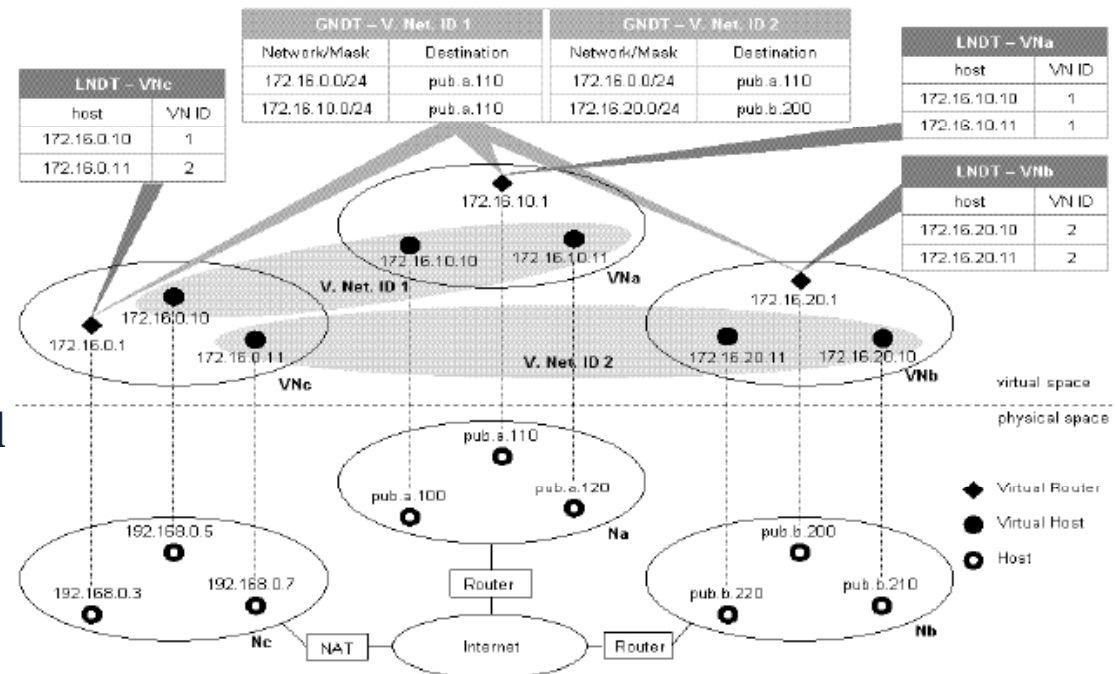 GNDT – V. Net. ID 1
GNDT – V. Net. ID 2
Network/Mask Destination Network/Mask Destination
172.16.0.0/24 pub.a.110 172.16.0.0/24 pub.a.110
172.16.10.0/24 pub.a.110 172.16.20.0/24 pub.b.200
LNDT – VNa
host VN ID
172.16.10.10 1
172.16.10.11 1
LNDT – VNc
host VN ID
172.16.0.10 1
172.16.0.11 2
LNDT – VNb
host VN ID
172.16.20.10 2
172.16.20.11 2
172.16.10.1
172.16.10.10
172.16.10.11
VNa
V. Net. ID 1
172.16.20.1
172.16.0.10
172.16.0.1
172.16.0.11
VNc
V. Net. ID 2
172.16.20.11
172.16.20.10
VNb
virtual space
physical space
pub.a.110
pub.a.100
pub.a.120
Na
Virtual Router
Virtual Host
Host
192.168.0.5
192.168.0.3
192.168.0.7
Nc
pub.b.200
pub.b.220
pub.b.210
Nb
Router
NAT
Internet
Router